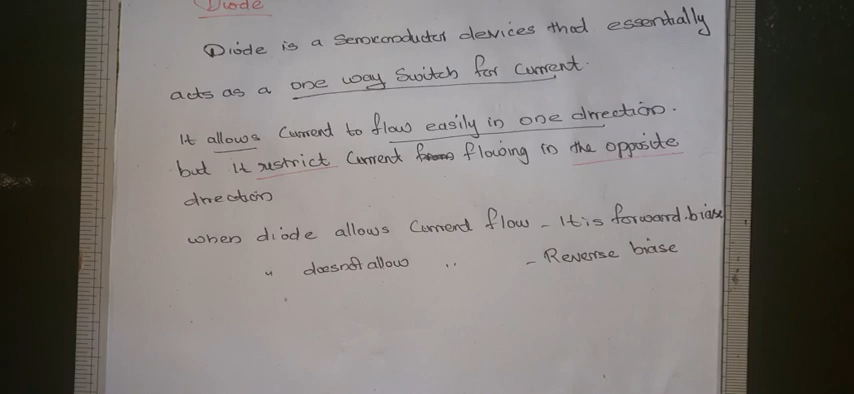 Diode
Diode is a Semiconductor devices that essentially
acts as a one way Switch for Current.
It allows Current to flow easily in one direction.
but it restrict Current flowing in the opposite
direction
when diode allows Current flow - It is forward.biase
" doesn't allow " - Reverse biase